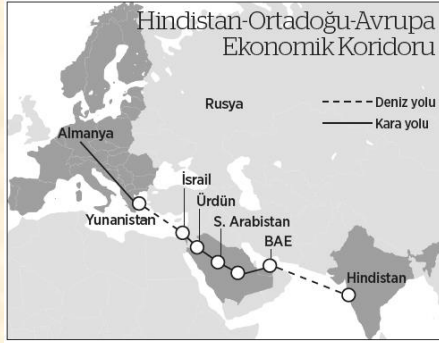 Hindistan-Ortadoğu-Avrupa
Ekonomik Koridoru
Rusya
Deniz yolu
Kara yolu
Almanya
İsrail
Ürdün
Yunanistan
S. Arabistan
BAE
Hindistan